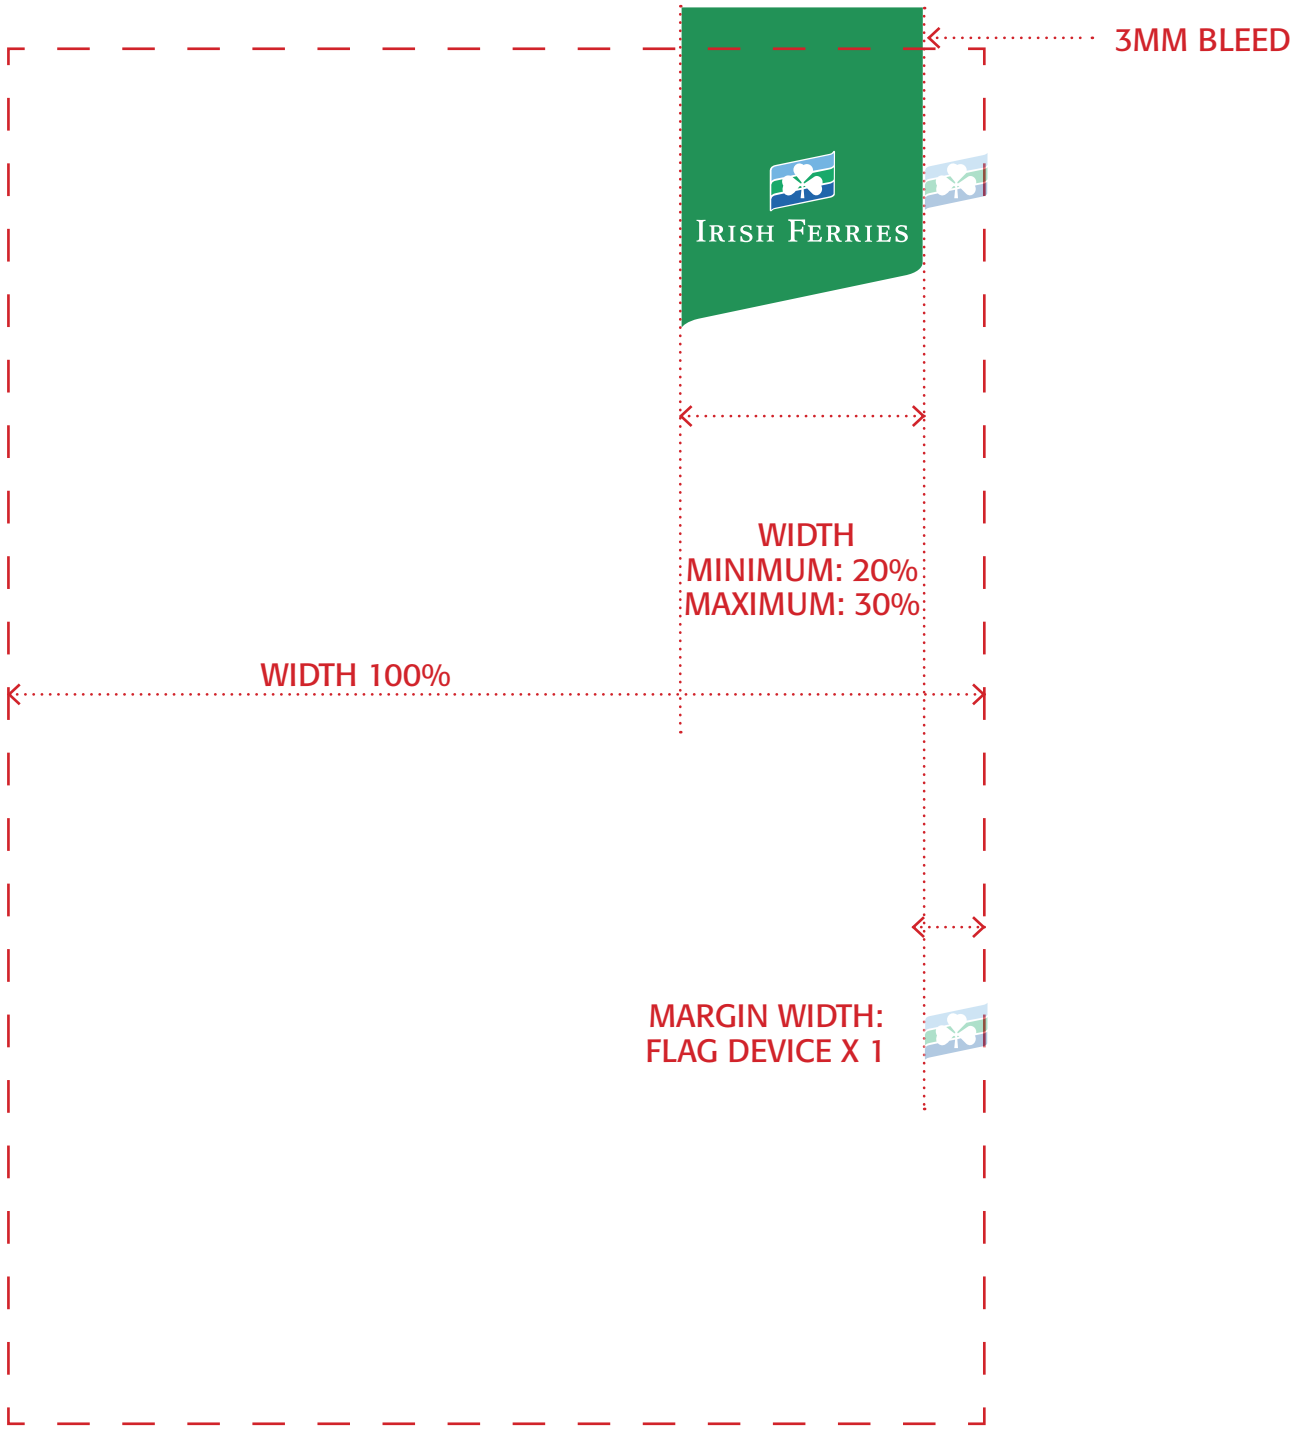 3MM BLEED
IRISH FERRIES
WIDTH
MINIMUM: 20%
MAXIMUM: 30%
WIDTH 100%
MARGIN WIDTH:
FLAG DEVICE X 1